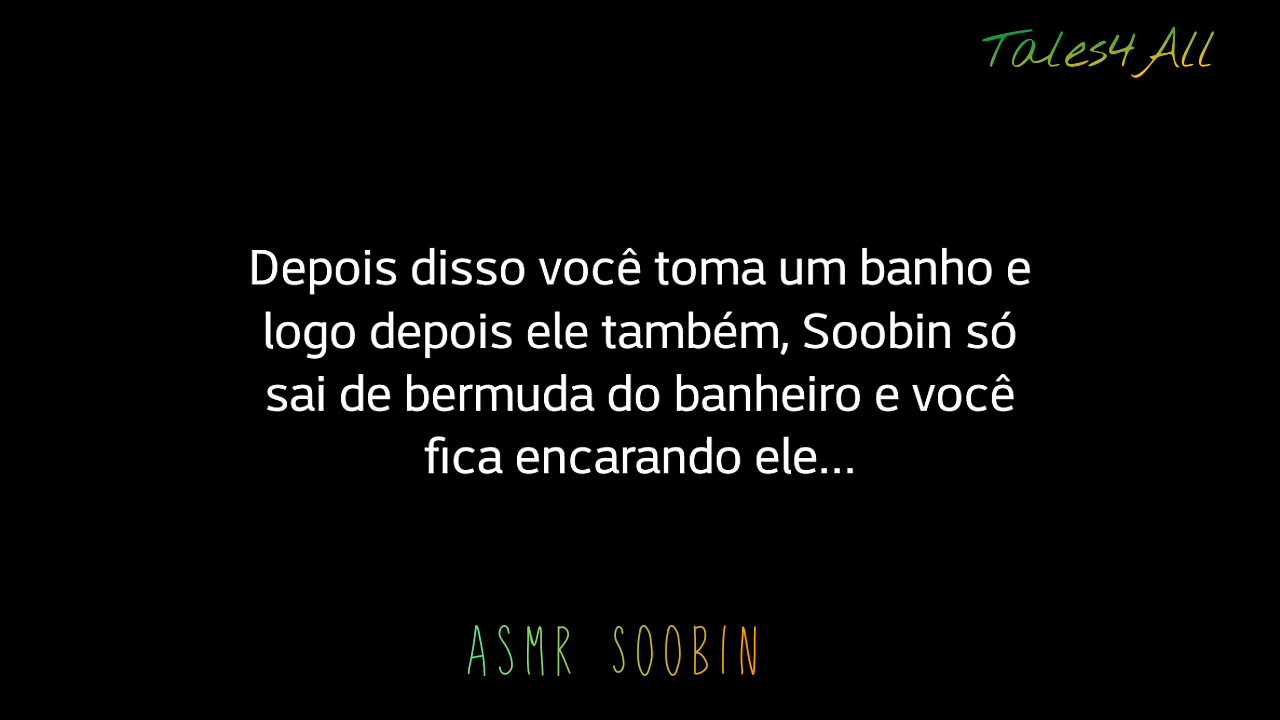 Tales4 All
Depois disso você toma um banho e
logo depois ele também, Soobin só
sai de bermuda do banheiro e você
fica encarando ele...
ASMR SOOBIN